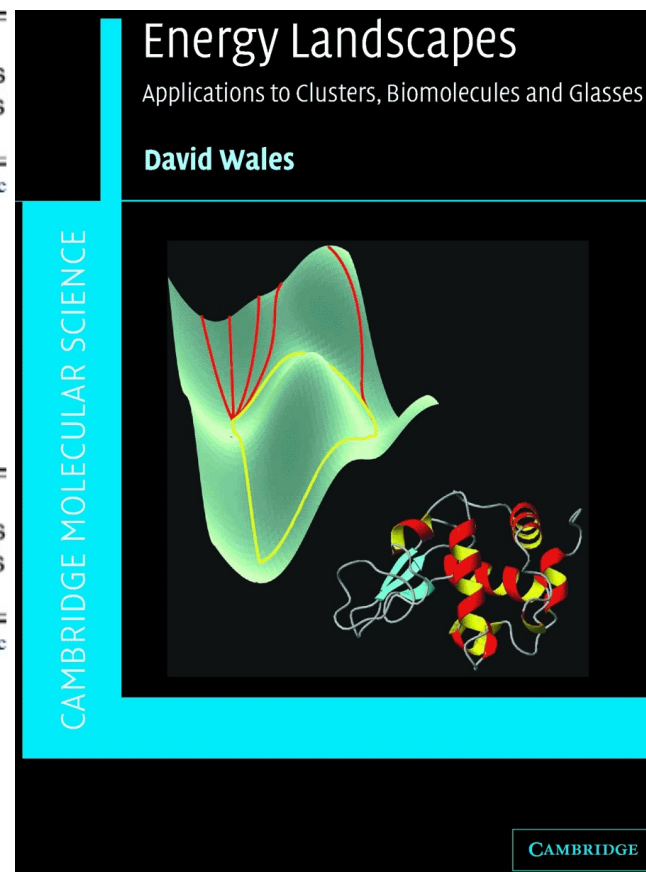 Energy Landscapes
Applications to Clusters, Biomolecules and Glasses
David Wales
CAMBRIDGE MOLECULAR SCIENCE
CAMBRIDGE